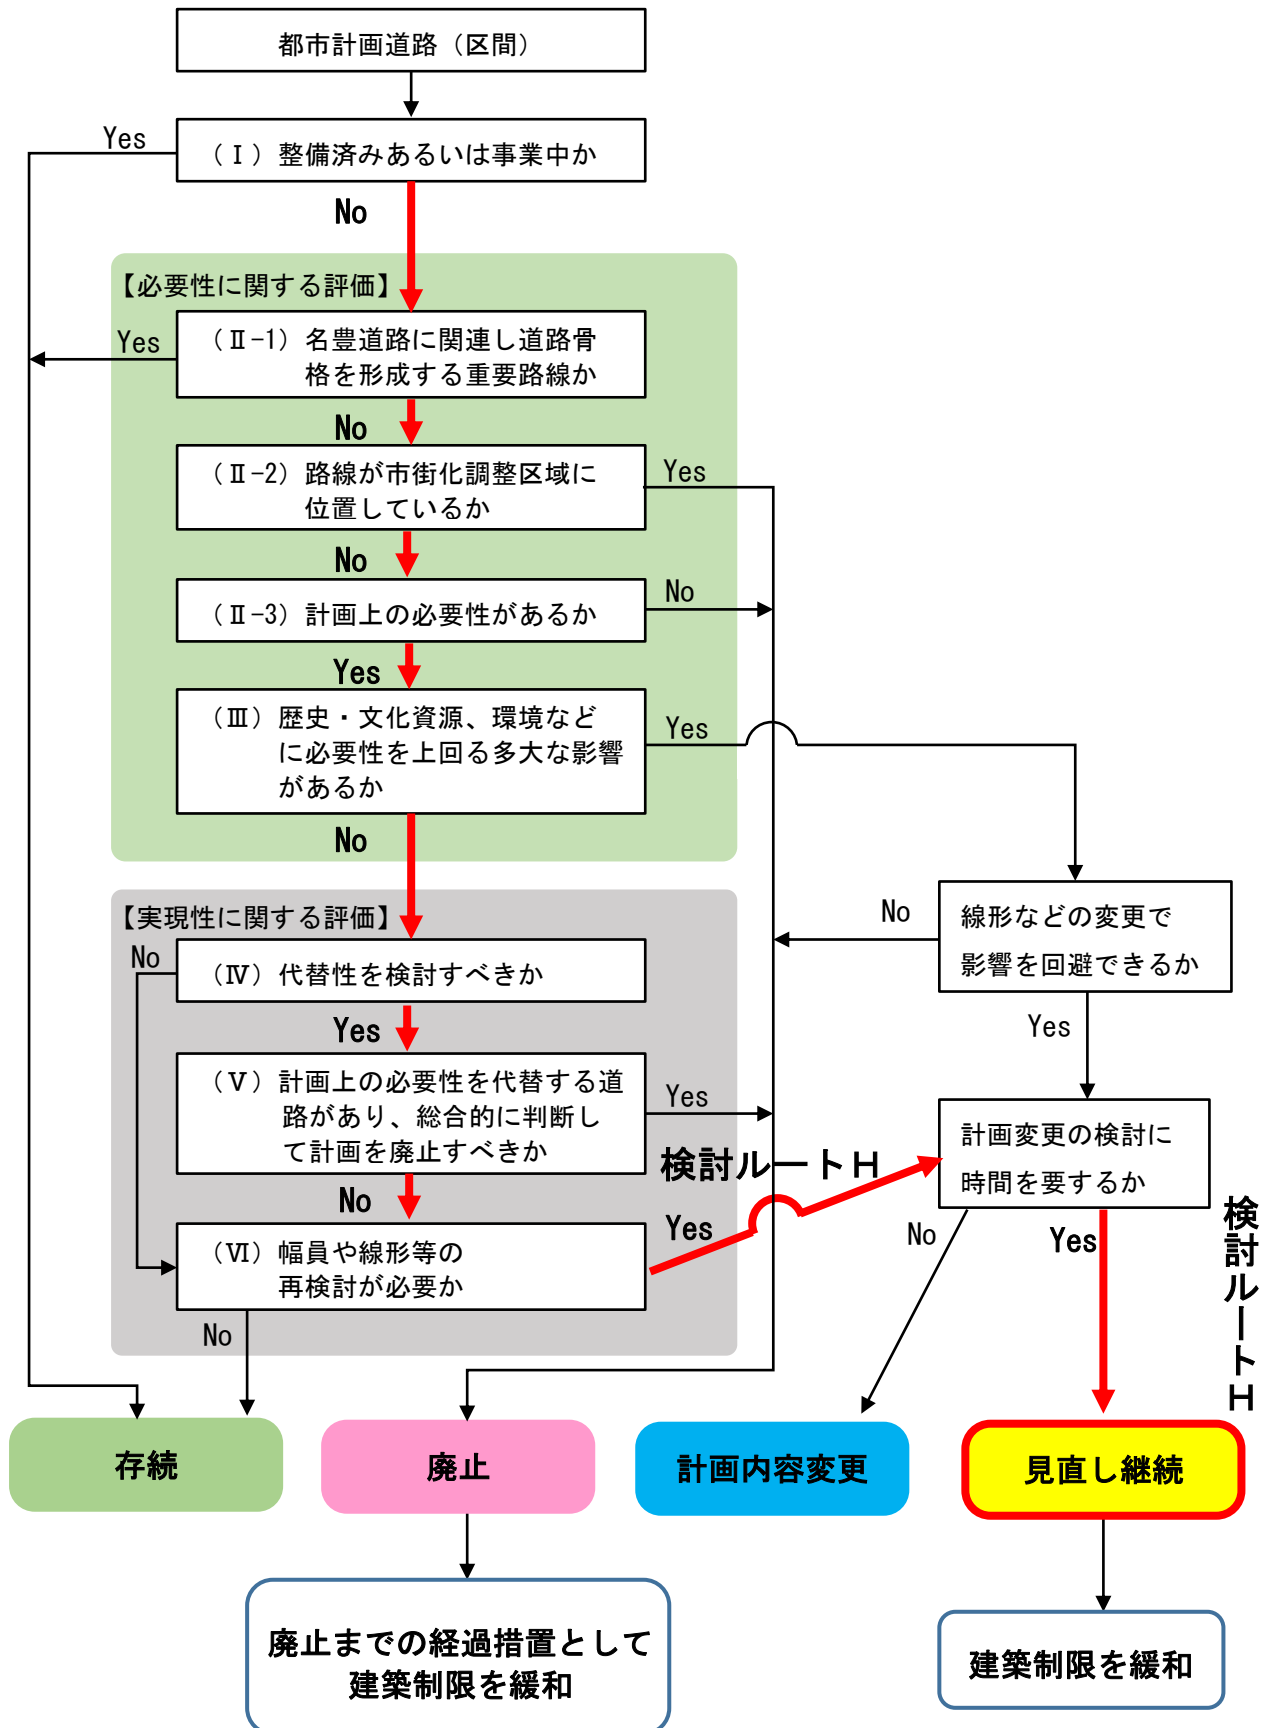 都市計画道路（区間）
Yes
（Ⅰ）整備済みあるいは事業中か
No
【必要性に関する評価】
Yes
（Ⅱ-1）名豊道路に関連し道路骨
格を形成する重要路線か
No
（Ⅱ-2）路線が市街化調整区域に
位置しているか
Yes
No
（Ⅱ-3）計画上の必要性があるか
No
Yes
（Ⅲ）歴史・文化資源、環境など
に必要性を上回る多大な影響
があるか
Yes
No
【実現性に関する評価】
No
（Ⅳ）代替性を検討すべきか
No
線形などの変更で
影響を回避できるか
Yes
Yes
（Ⅴ）計画上の必要性を代替する道
路があり、総合的に判断し
て計画を廃止すべきか
Yes
計画変更の検討に
時間を要するか
検討ルートＨ
No
Yes
（Ⅵ）幅員や線形等の
再検討が必要か
No
Yes
検討ルートＨ
No
存続
廃止
計画内容変更
見直し継続
廃止までの経過措置として
建築制限を緩和
建築制限を緩和